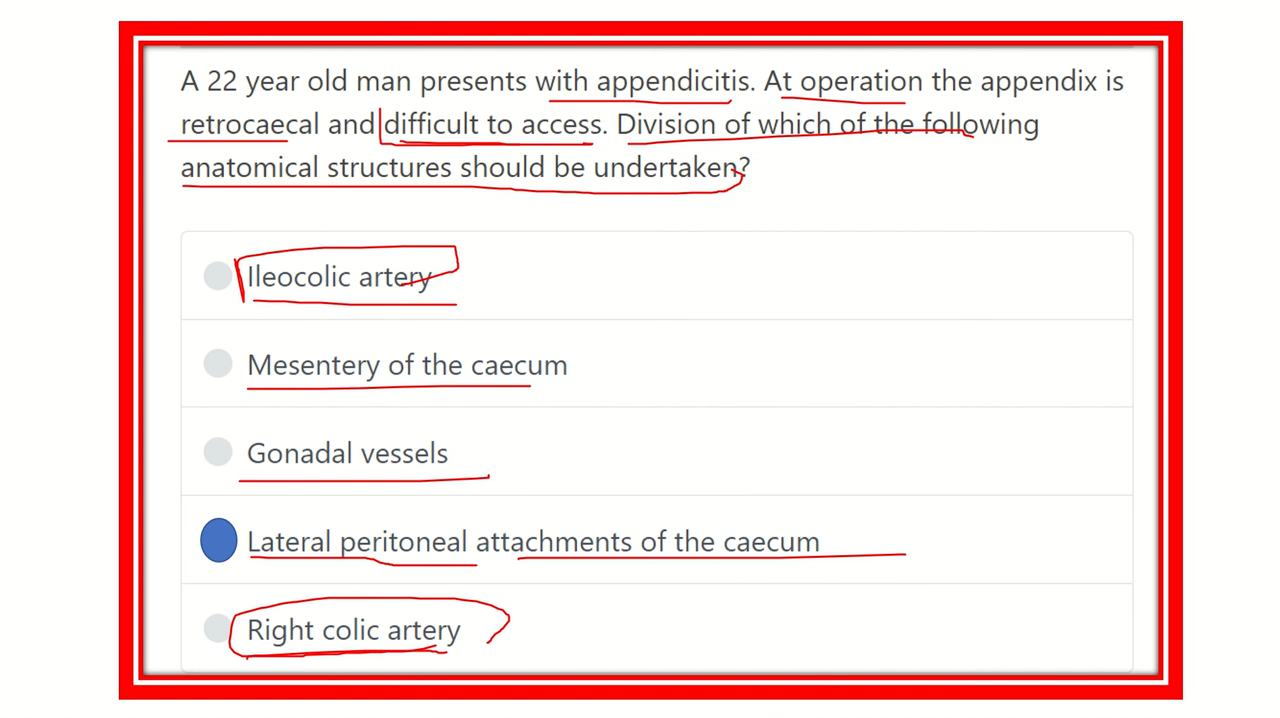 A 22 year old man presents with appendicitis. At operation the appendix is
retrocaecal and difficult to access. Division of which of the following
anatomical structures should be undertaken?
Ileocolic artery
Mesentery of the caecum
Gonadal vessels
Lateral peritoneal attachments of the caecum
Right colic artery